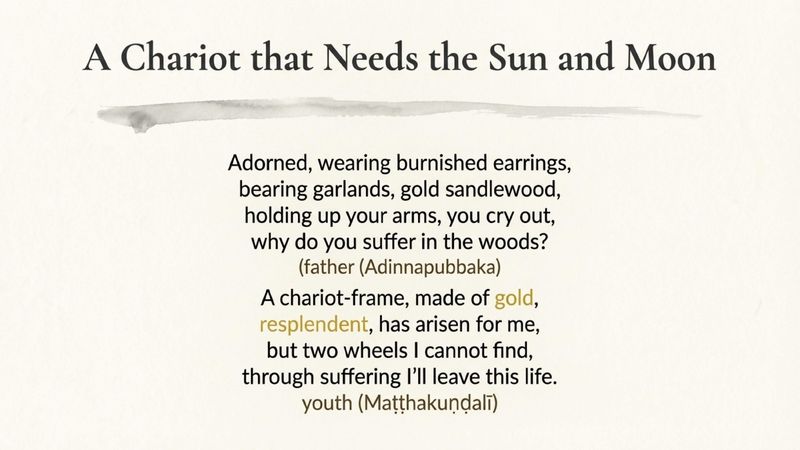 A Chariot that Needs the Sun and Moon
Adorned, wearing burnished earrings,
bearing garlands, gold sandlewood,
holding up your arms, you cry out,
why do you suffer in the woods?
(father (Adinnapubbaka)
A chariot-frame, made of gold,
resplendent, has arisen for me,
but two wheels I cannot find,
through suffering I’ll leave this life.
youth (Maṭṭhakuṇḍalī)